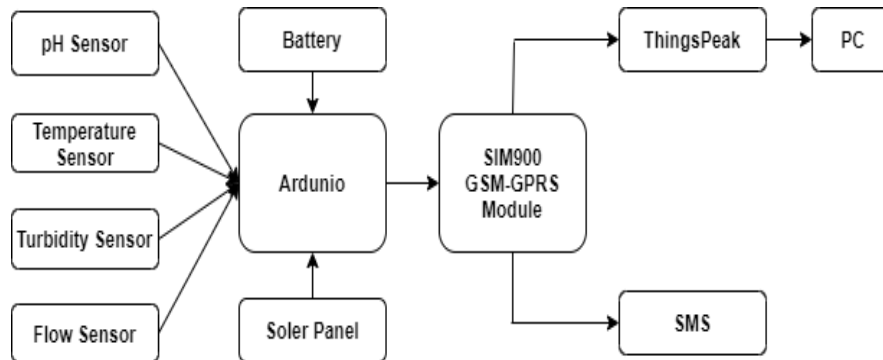 pH Sensor
Battery
ThingsPeak
PC
Temperature
Sensor
Ardunio
SIM900
GSM-GPRS
Module
Turbidity Sensor
Flow Sensor
Soler Panel
SMS